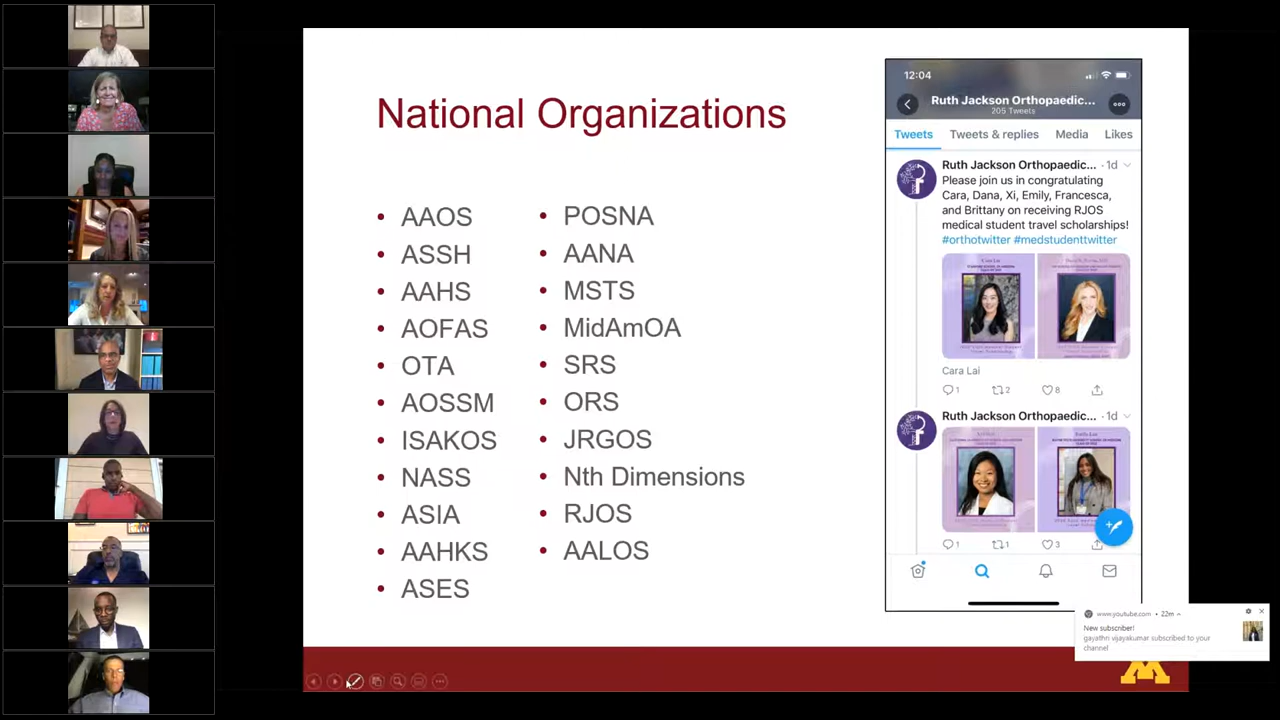 National Organizations
• AAOS
• ASSH
• AAHS
• AOFAS
• OTA
• AOSSM
• ISAKOS
• NASS
• ASIA
• AAHKS
• ASES
• POSNA
• AANA
• MSTS
• MidAmOA
• SRS
• ORS
• JRGOS
• Nth Dimensions
• RJOS
• AALOS
12:04
Ruth Jackson Orthopaedic...
205 Tweets
Tweets Tweets & replies Media Likes
Ruth Jackson Orthopaedic... · 1d
Please join us in congratulating
Cara, Dana, Xi, Emily, Francesca,
and Brittany on receiving RJOS
medical student travel scholarships!
#orthotwitter #medstudenttwitter
Cara Lai
1 2 8
Ruth Jackson Orthopaedic... · 1d
1 1 3
www.youtube.com • 22m
New subscriber!
gayathri vijayakumar subscribed to your
channel
M